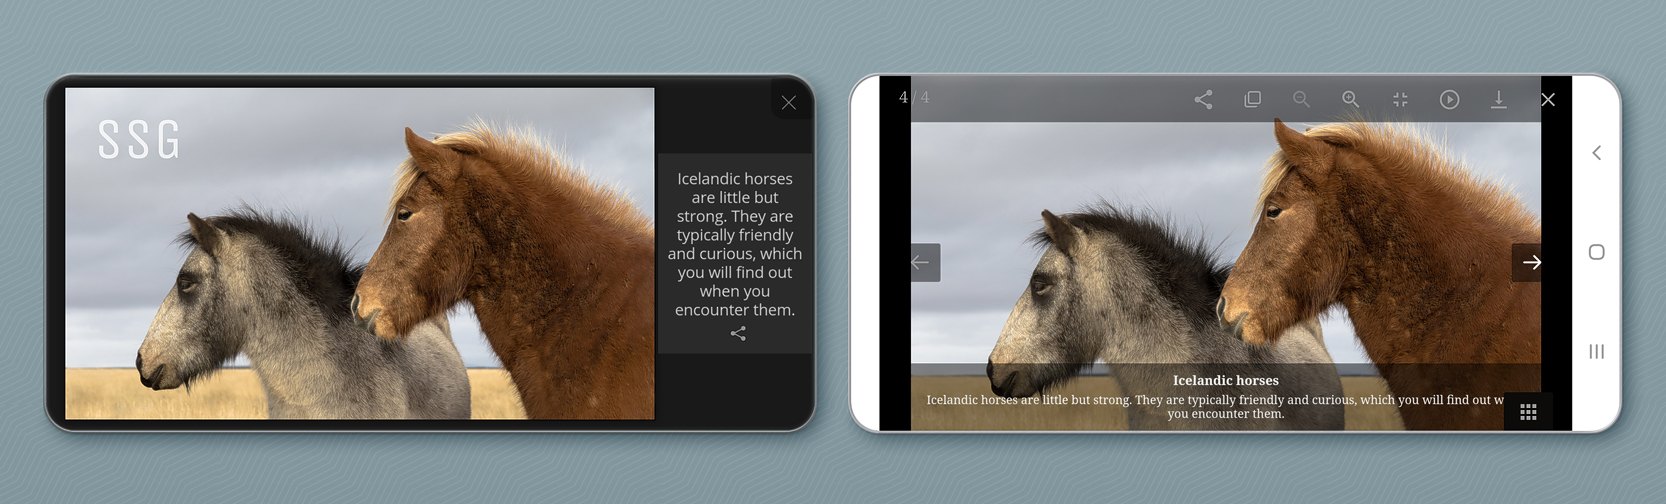 SSG
Icelandic horses
are little but
strong. They are
typically friendly
and curious, which
you will find out
when you
encounter them.
4 / 4
Icelandic horses
Icelandic horses are little but strong. They are typically friendly and curious, which you will find out w
you encounter them.